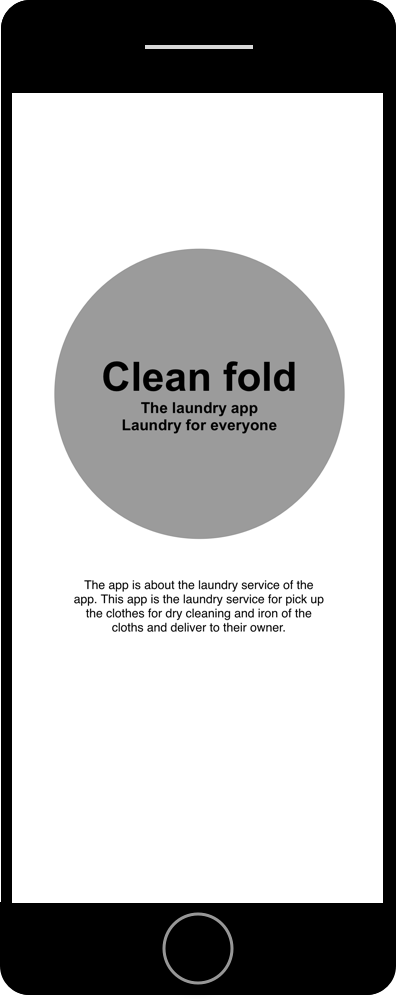 Clean fold
The laundry app
Laundry for everyone
The app is about the laundry service of the
app. This app is the laundry service for pick up
the clothes for dry cleaning and iron of the
cloths and deliver to their owner.